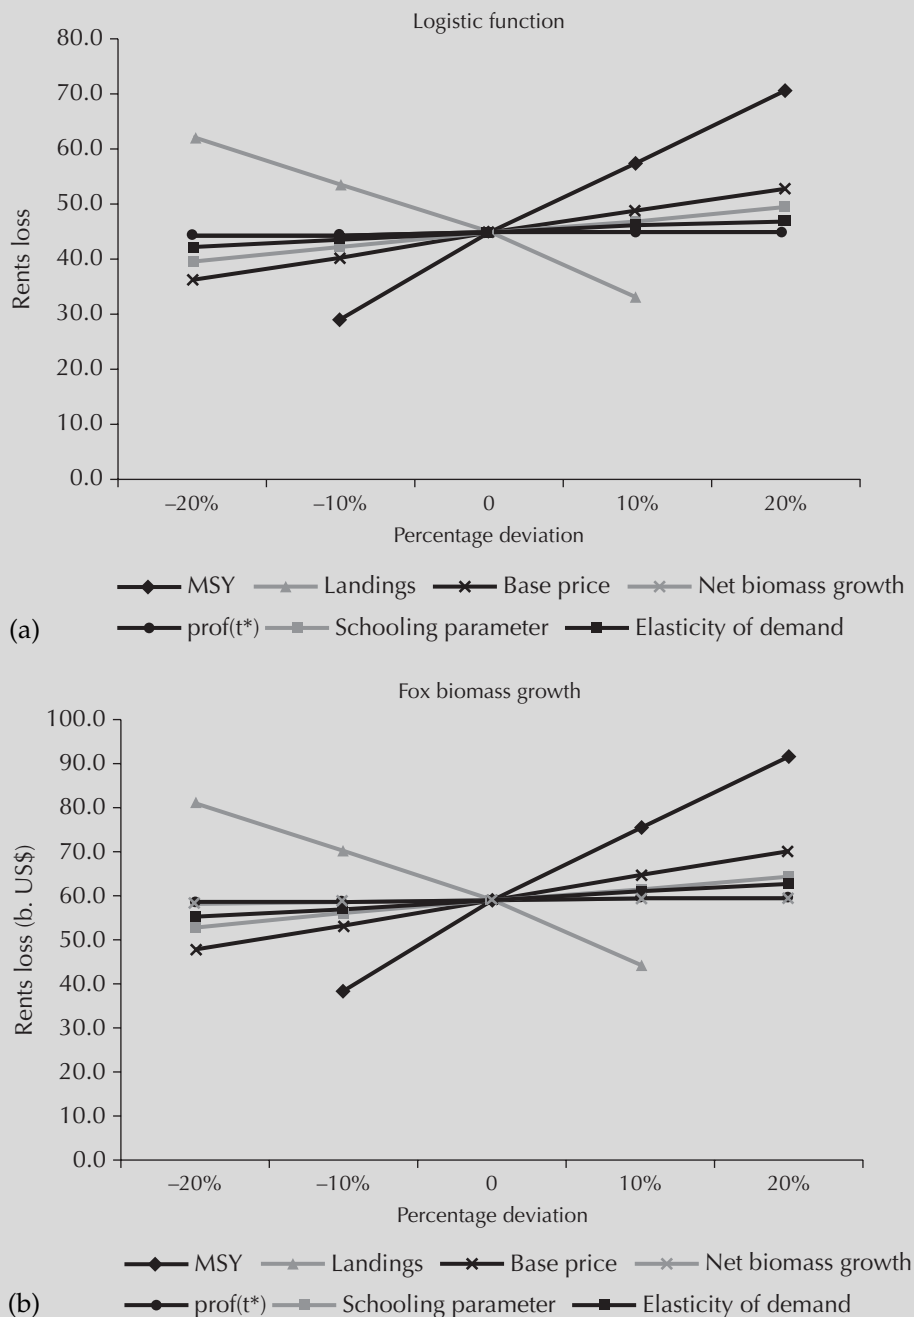 Logistic function
80.0
70.0
60.0
50.0
40.0
30.0
20.0
10.0
0.0
Rents loss
–20% –10% 0 10% 20%
Percentage deviation
MSY Landings Base price Net biomass growth
(a) prof(t*) Schooling parameter Elasticity of demand
Fox biomass growth
100.0
90.0
80.0
70.0
60.0
50.0
40.0
30.0
20.0
10.0
0.0
Rents loss (b. US$)
–20% –10% 0 10% 20%
Percentage deviation
MSY Landings Base price Net biomass growth
(b) prof(t*) Schooling parameter Elasticity of demand